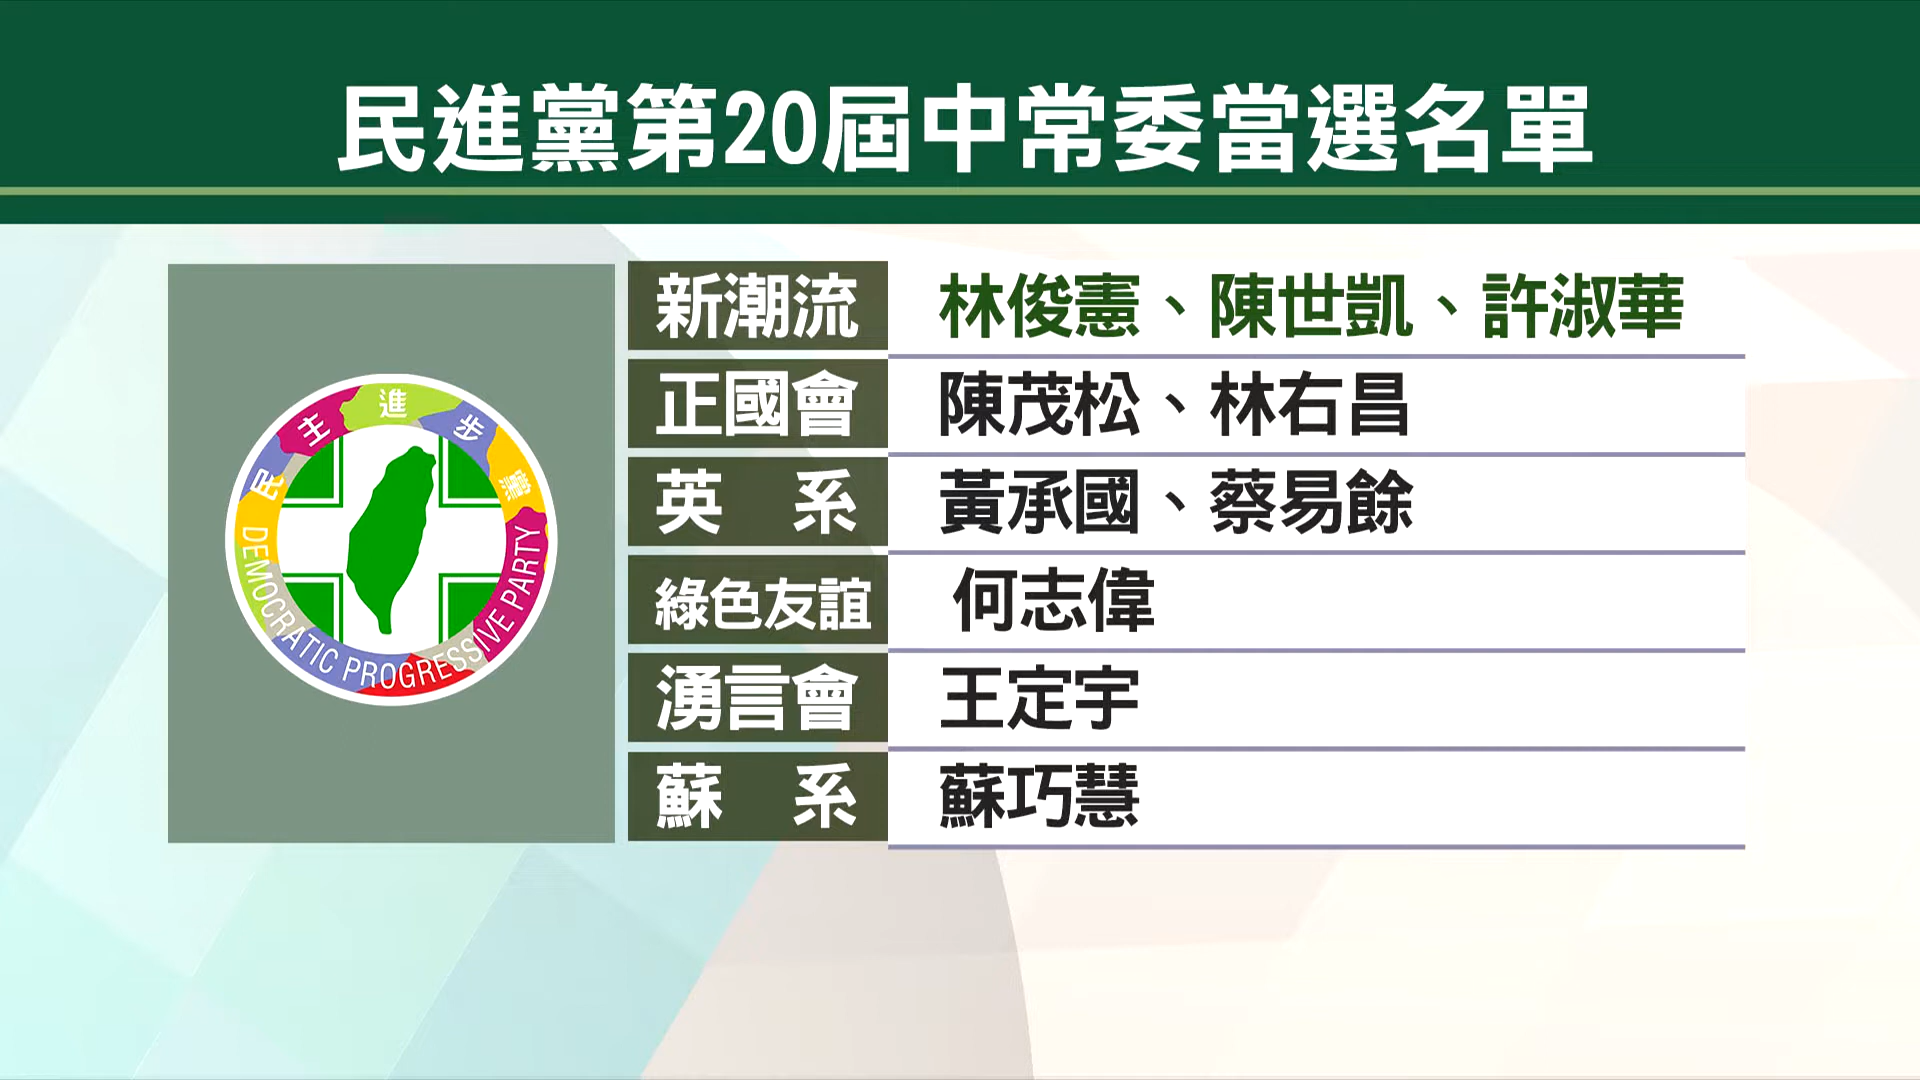 民進黨第20屆中常委當選名單
新潮流 林俊憲、陳世凱、許淑華
正國會 陳茂松、林右昌
英 系 黃承國、蔡易餘
綠色友誼 何志偉
湧言會 王定宇
蘇 系 蘇巧慧
民主進步黨
DEMOCRATIC PROGRESSIVE PARTY